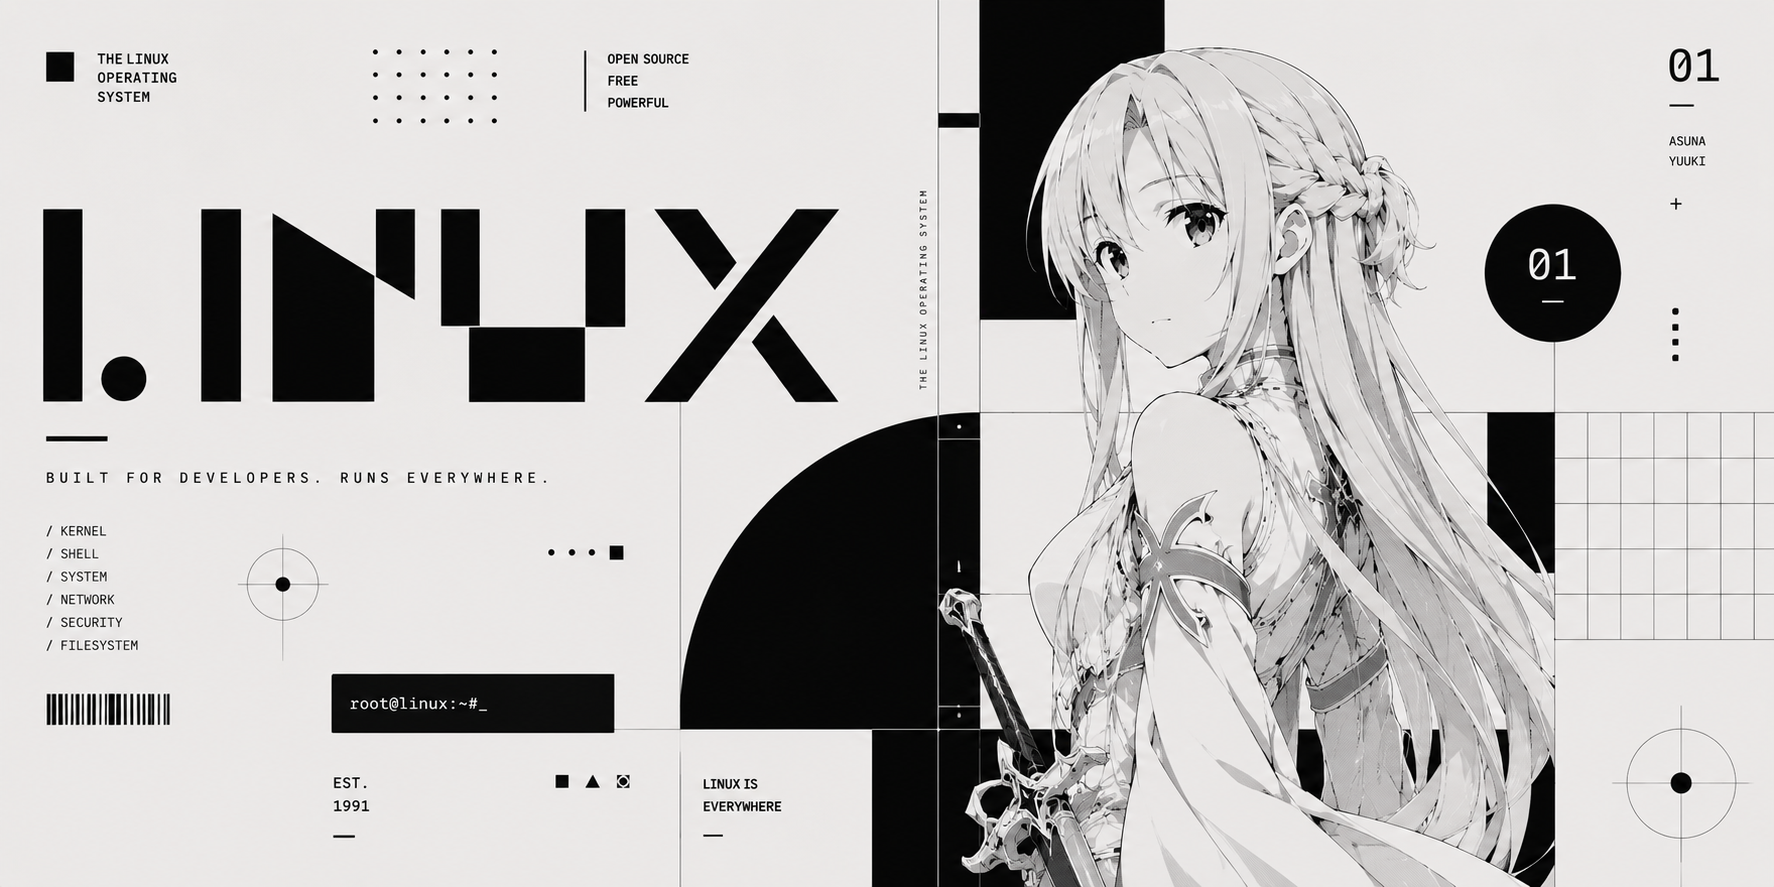 THE LINUX
OPERATING
SYSTEM
OPEN SOURCE
FREE
POWERFUL
LINUX
BUILT FOR DEVELOPERS. RUNS EVERYWHERE.
/ KERNEL
/ SHELL
/ SYSTEM
/ NETWORK
/ SECURITY
/ FILESYSTEM
root@linux:~#_
EST.
1991
LINUX IS
EVERYWHERE
THE LINUX OPERATING SYSTEM
01
ASUNA
YUUKI
+
01